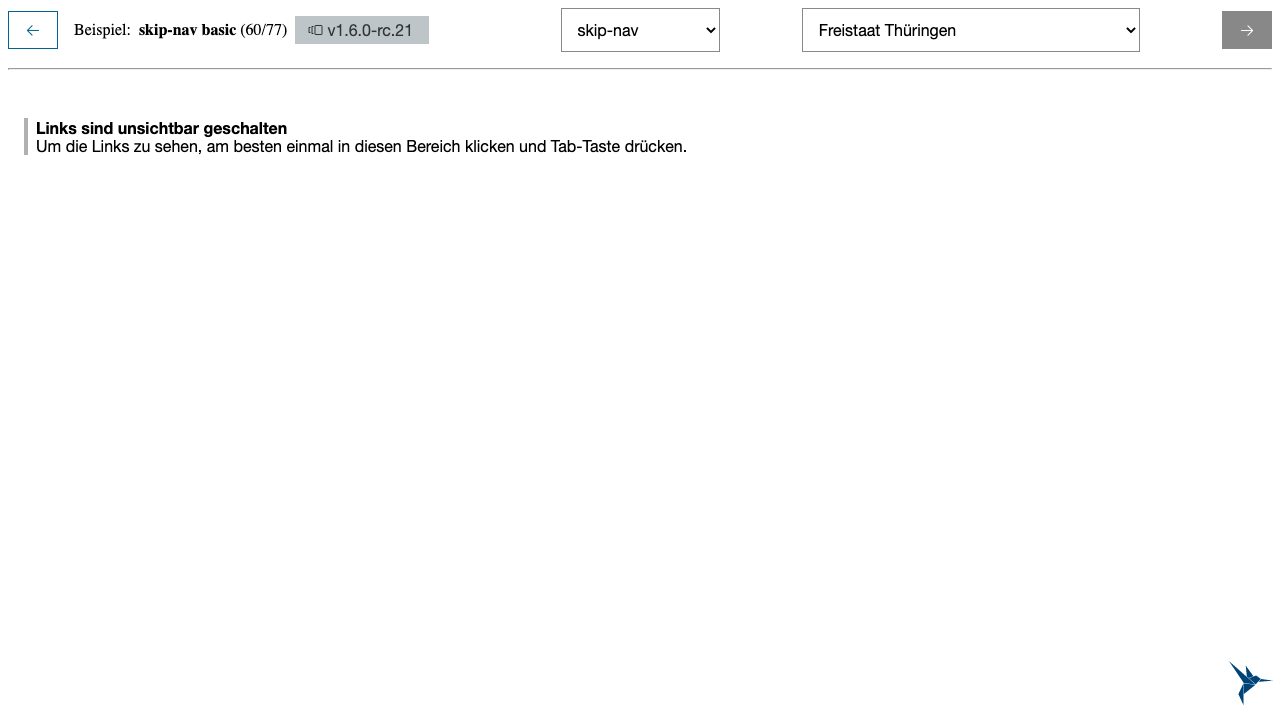 Beispiel: skip-nav basic (60/77) v1.6.0-rc.21 skip-nav Freistaat Thüringen
Links sind unsichtbar geschalten
Um die Links zu sehen, am besten einmal in diesen Bereich klicken und Tab-Taste drücken.